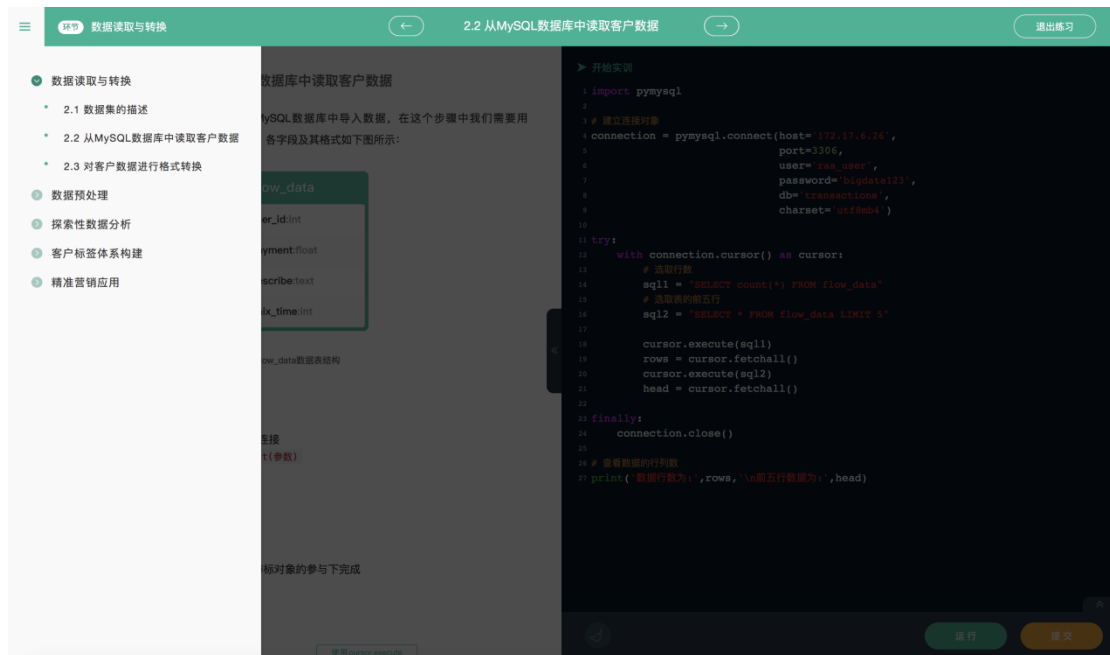 环节 数据读取与转换
2.2 从MySQL数据库中读取客户数据
退出练习
数据读取与转换
2.1 数据集的描述
2.2 从MySQL数据库中读取客户数据
2.3 对客户数据进行格式转换
数据预处理
探索性数据分析
客户标签体系构建
精准营销应用
数据库中读取客户数据
MySQL数据库中导入数据，在这个步骤中我们需要用
各字段及其格式如下图所示：
ow_data
er_id:int
yment:float
scribe:text
ix_time:int
ow_data数据表结构
连接
t(参数)
标对象的参与下完成
开始实训
1 import pymysql
2
3 # 建立连接对象
4 connection = pymysql.connect(host='172.17.6.26',
5 port=3306,
6 user='raa_user',
7 password='bigdata123',
8 db='transactions',
9 charset='utf8mb4')
10
11 try:
12 with connection.cursor() as cursor:
13 # 选取行数
14 sql1 = "SELECT count(*) FROM flow_data"
15 # 选取表的前五行
16 sql2 = "SELECT * FROM flow_data LIMIT 5"
17
18 cursor.execute(sql1)
19 rows = cursor.fetchall()
20 cursor.execute(sql2)
21 head = cursor.fetchall()
22
23 finally:
24 connection.close()
25
26 # 查看数据的行列数
27 print('数据行数为:',rows,'\n前五行数据为:',head)
运行
提交